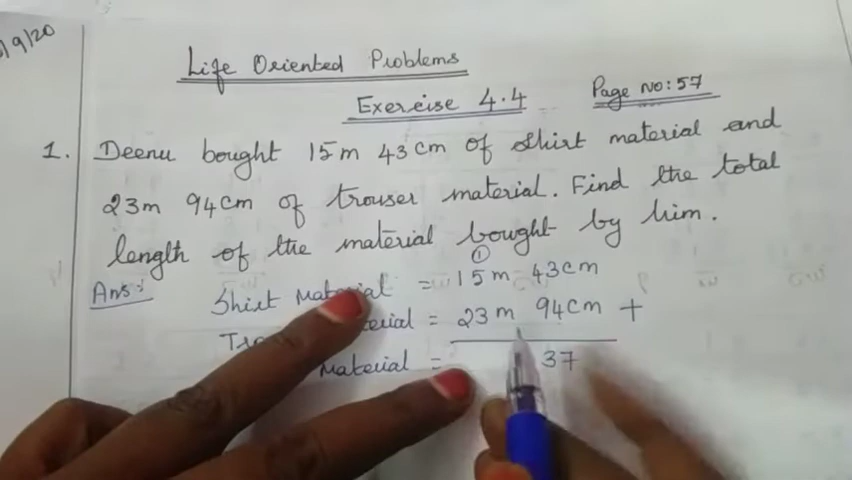 /9/20
Life Oriented Problems
Exercise 4.4 Page No:57
1. Deenu bought 15m 43cm of shirt material and
23m 94cm of trouser material. Find the total
length of the material bought by him.
Ans: 
①
Shirt Material = 15m 43cm
= 23m 94cm +
Material = 37